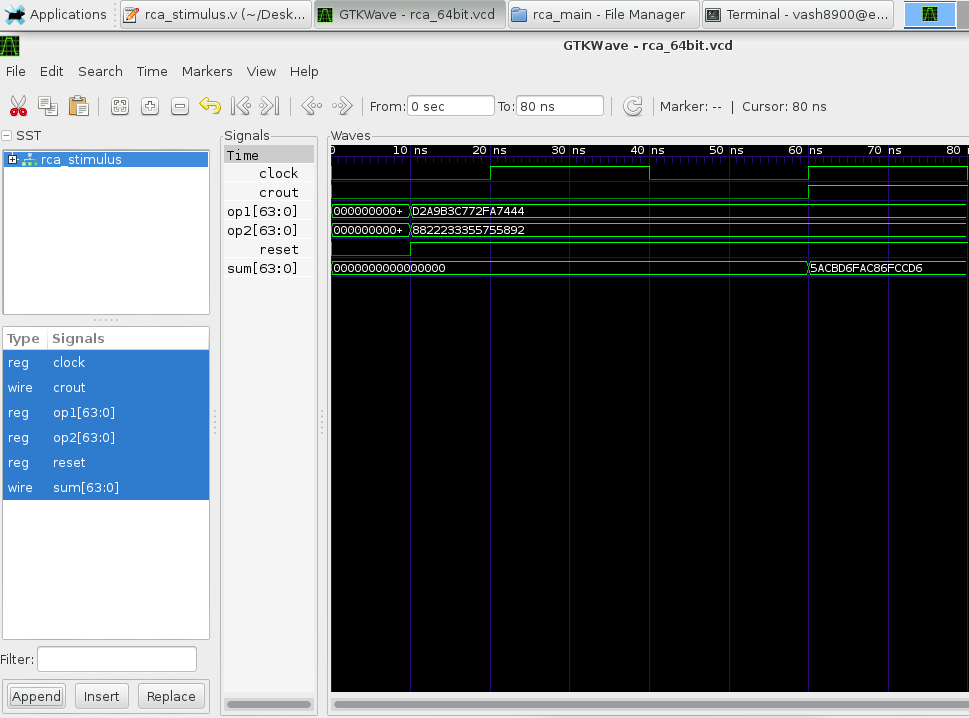 Applications
rca_stimulus.v (~/Desk...
GTKWave - rca_64bit.vcd
rca_main - File Manager
Terminal - vash8900@e...
GTKWave - rca_64bit.vcd
File Edit Search Time Markers View Help
From: 0 sec To: 80 ns Marker: -- | Cursor: 80 ns
SST
rca_stimulus
Type Signals
reg clock
wire crout
reg op1[63:0]
reg op2[63:0]
reg reset
wire sum[63:0]
Filter:
Append Insert Replace
Signals
Time
clock
crout
op1[63:0]
op2[63:0]
reset
sum[63:0]
Waves
0 10 ns 20 ns 30 ns 40 ns 50 ns 60 ns 70 ns 80
000000000+ D2A9B3C772FA7444
000000000+ 8822233355755892
0000000000000000 5ACBD6FAC86FCCD6